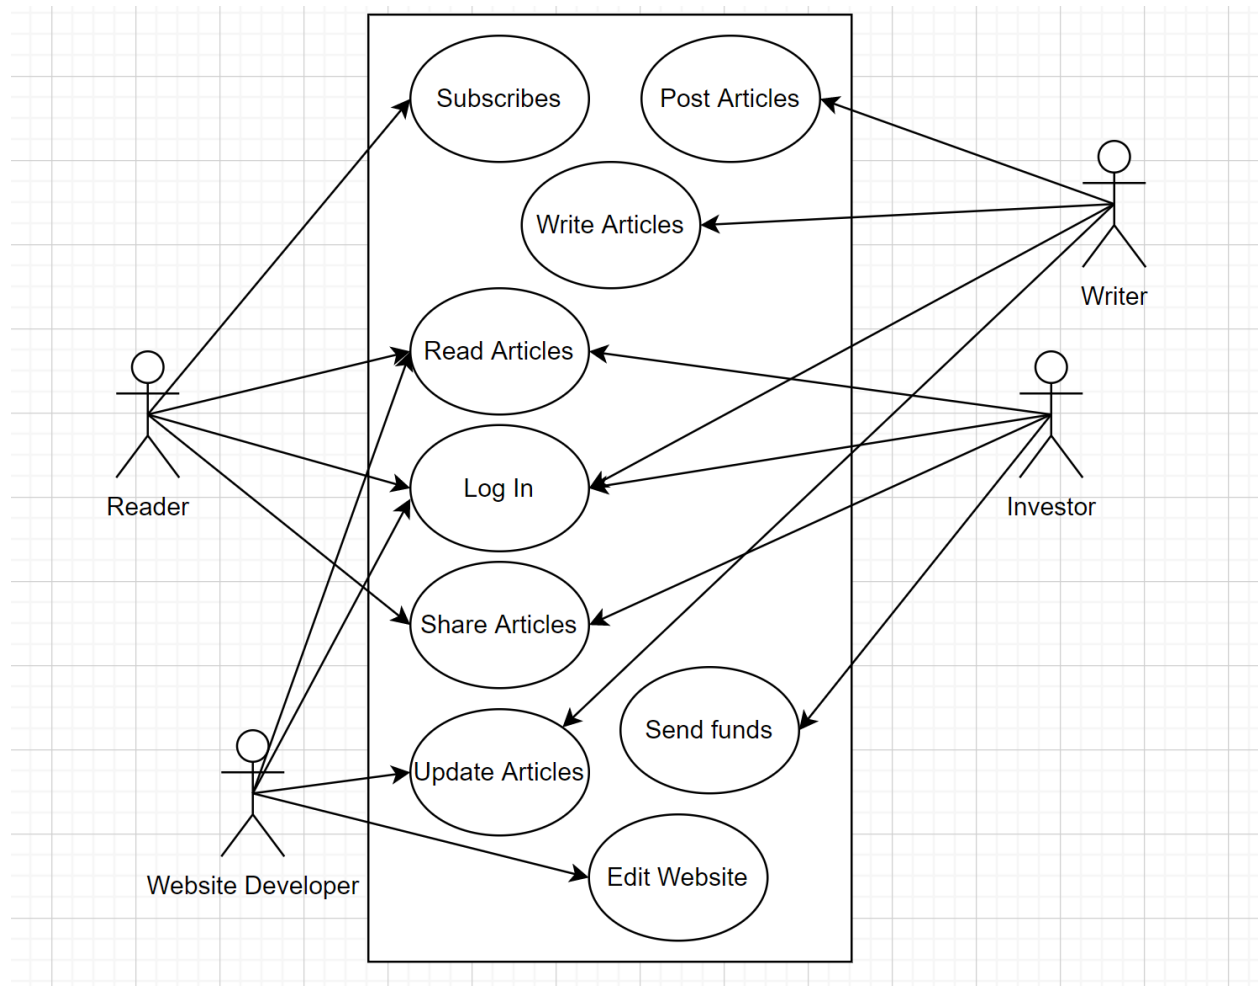 Subscribes
Post Articles
Write Articles
Writer
Read Articles
Log In
Reader
Investor
Share Articles
Send funds
Update Articles
Edit Website
Website Developer